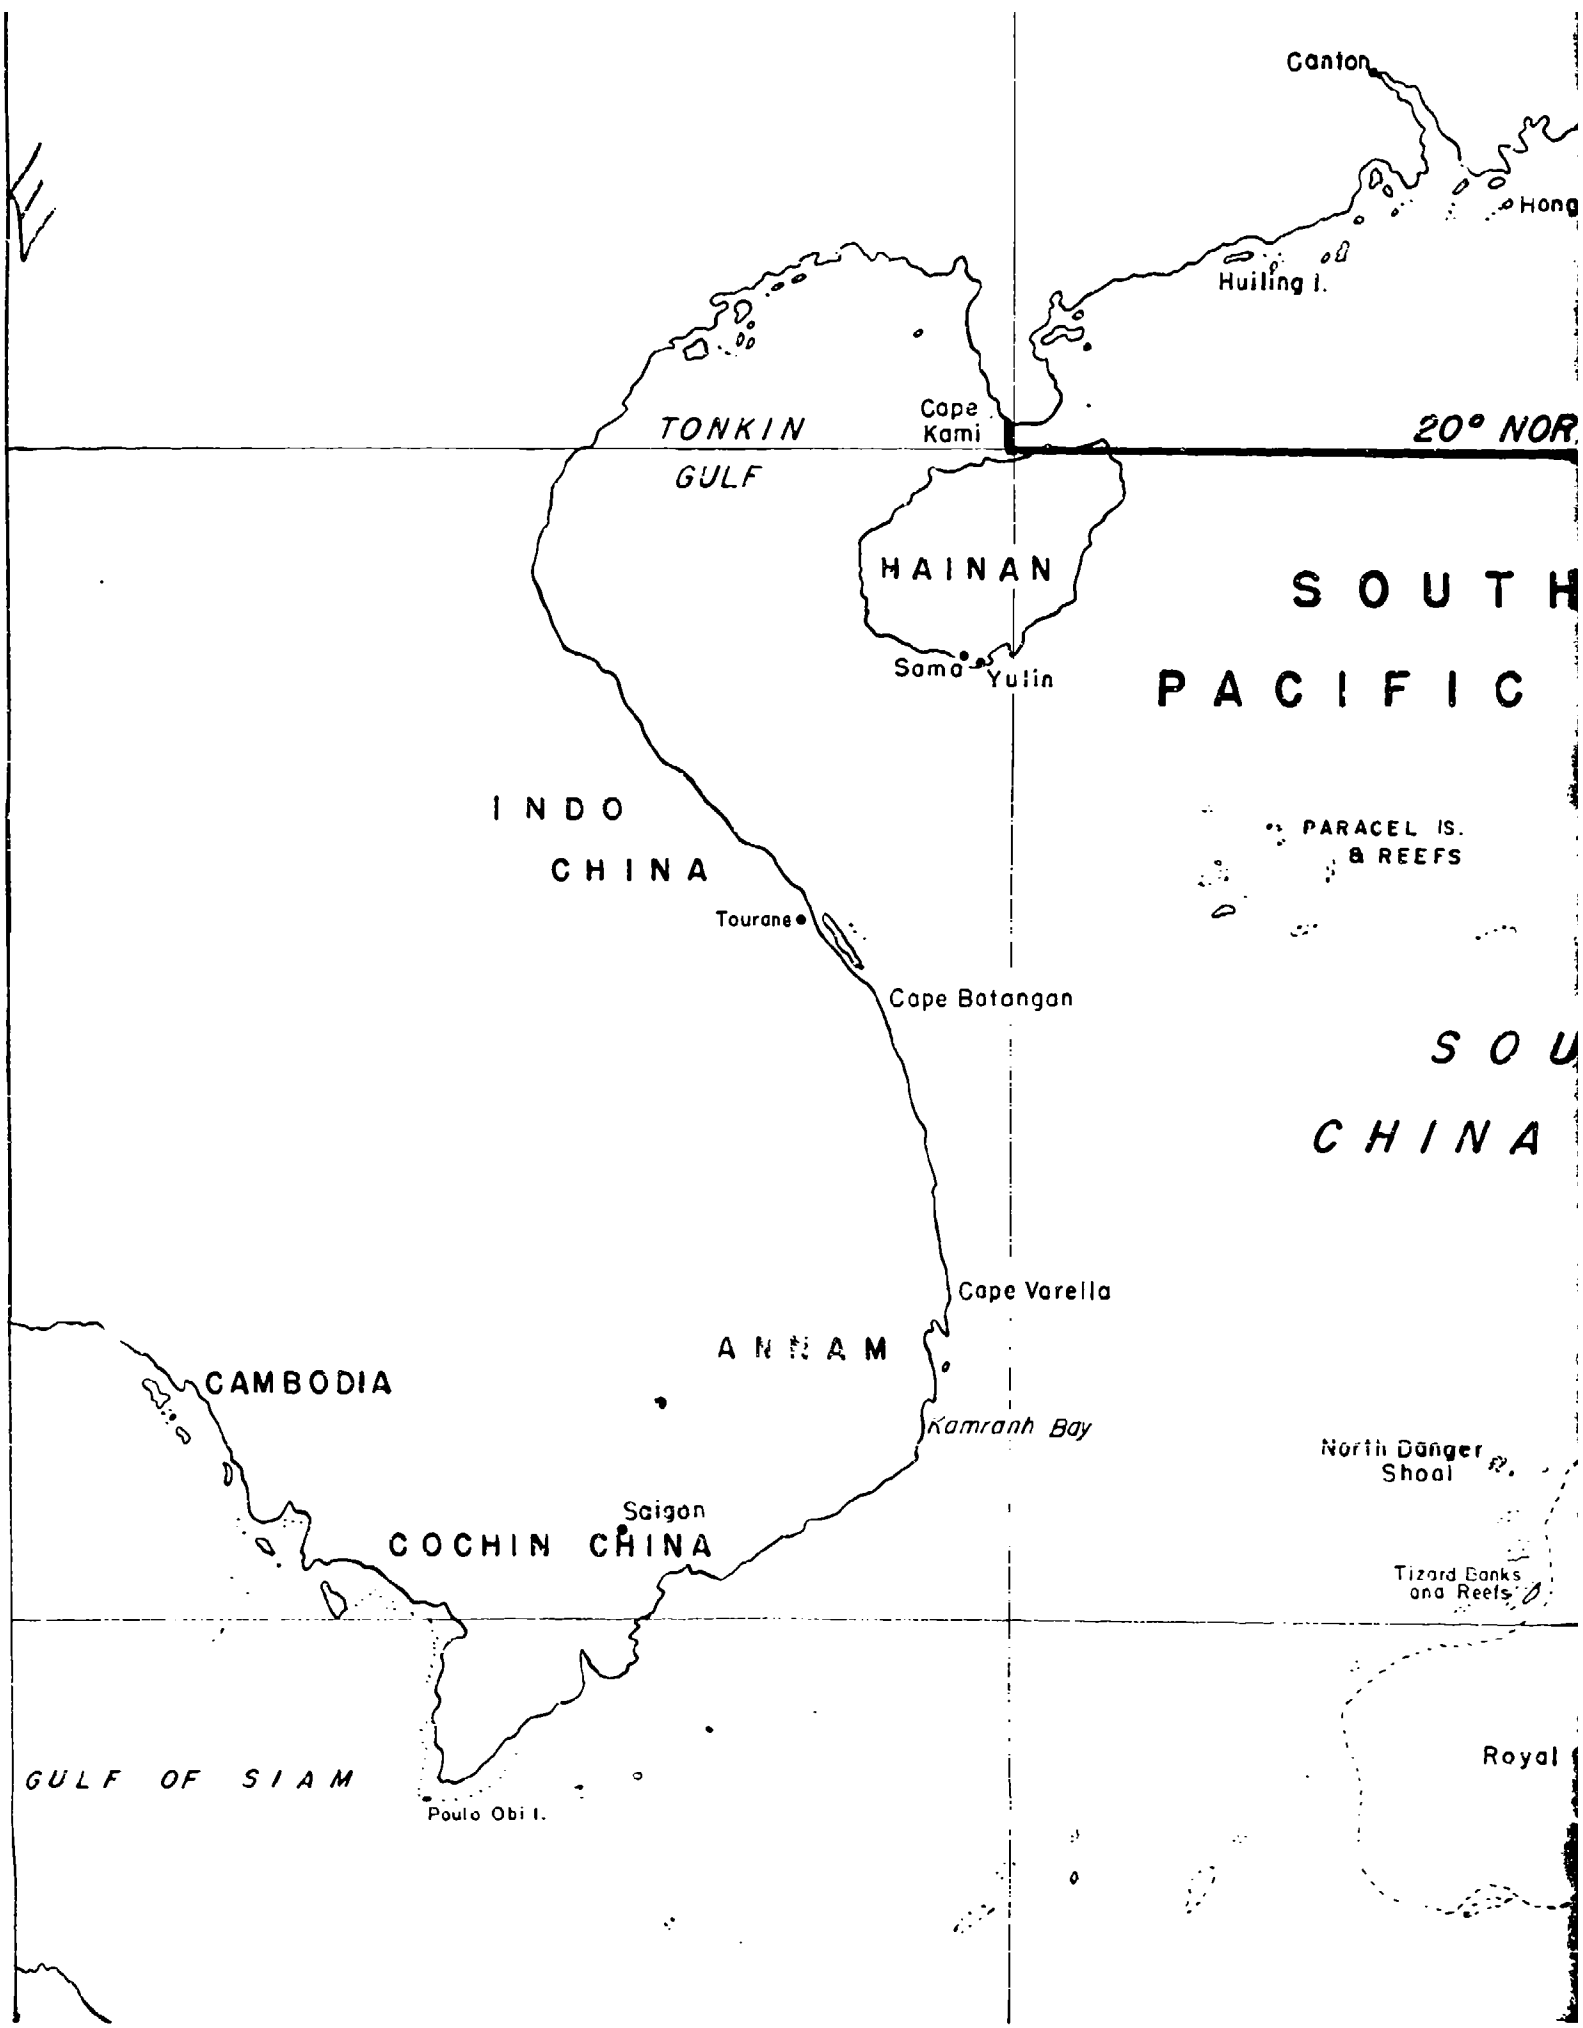 Canton
Hong
Huiling I.
Cape
Kami
20° NOR
TONKIN
GULF
HAINAN
SOUTH
PACIFIC
Sama
Yulin
INDO
CHINA
PARACEL IS.
& REEFS
Tourane
Cape Batangan
SOU
CHINA
Cape Varella
ANNAM
CAMBODIA
Kamranh Bay
North Danger
Shoal
Saigon
COCHIN CHINA
Tizard Banks
and Reefs
Royal
GULF OF SIAM
Poulo Obi I.